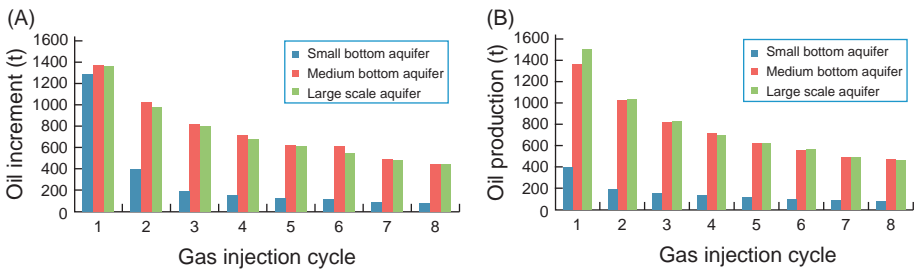 (A)
Oil increment (t)
1600
1400
1200
1000
800
600
400
200
0
Small bottom aquifer
Medium bottom aquifer
Large scale aquifer
1 2 3 4 5 6 7 8
Gas injection cycle
(B)
Oil production (t)
1600
1400
1200
1000
800
600
400
200
0
Small bottom aquifer
Medium bottom aquifer
Large scale aquifer
1 2 3 4 5 6 7 8
Gas injection cycle